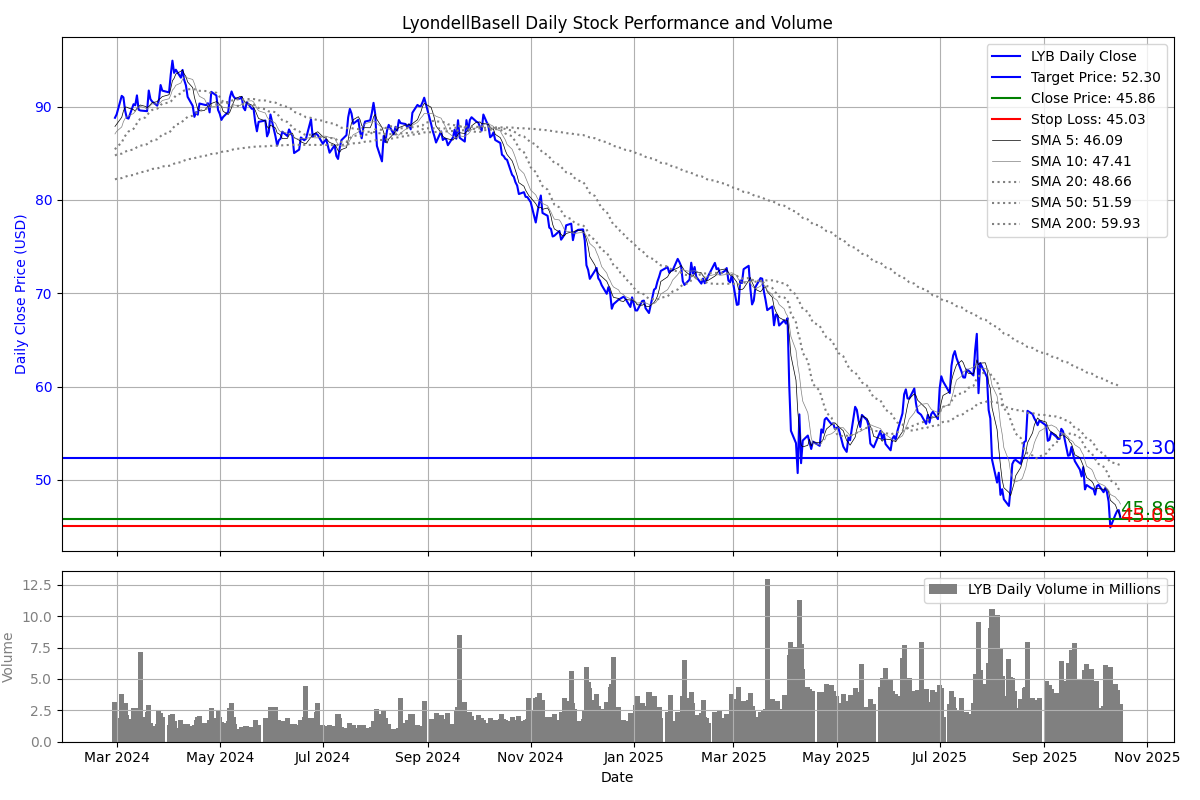 LyondellBasell Daily Stock Performance and Volume
LYB Daily Close
Target Price: 52.30
Close Price: 45.86
Stop Loss: 45.03
SMA 5: 46.09
SMA 10: 47.41
SMA 20: 48.66
SMA 50: 51.59
SMA 200: 59.93
Daily Close Price (USD)
90
80
70
60
50
52.30
45.86
45.03
LYB Daily Volume in Millions
Volume
12.5
10.0
7.5
5.0
2.5
0.0
Mar 2024 May 2024 Jul 2024 Sep 2024 Nov 2024 Jan 2025 Mar 2025 May 2025 Jul 2025 Sep 2025 Nov 2025
Date